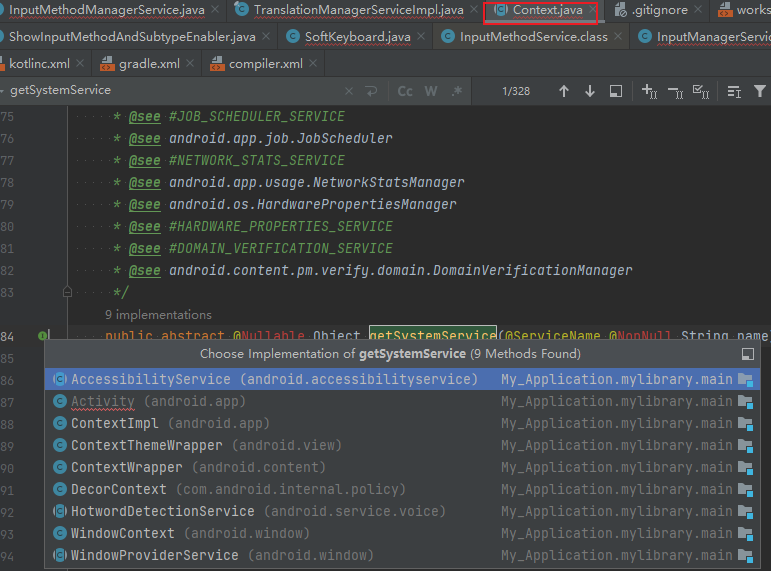 InputMethodManagerService.java TranslationManagerServiceImpl.java Context.java .gitignore works
ShowInputMethodAndSubtypeEnabler.java SoftKeyboard.java InputMethodService.class InputManagerServic
kotlinc.xml gradle.xml compiler.xml
getSystemService Cc W .* 1/328
75 * @see #JOB_SCHEDULER_SERVICE
76 * @see android.app.job.JobScheduler
77 * @see #NETWORK_STATS_SERVICE
78 * @see android.app.usage.NetworkStatsManager
79 * @see android.os.HardwarePropertiesManager
80 * @see #HARDWARE_PROPERTIES_SERVICE
81 * @see #DOMAIN_VERIFICATION_SERVICE
82 * @see android.content.pm.verify.domain.DomainVerificationManager
83 */
9 implementations
84 public abstract @Nullable Object getSystemService(@ServiceName @NonNull String name)
85 Choose Implementation of getSystemService (9 Methods Found)
86 AccessibilityService (android.accessibilityservice) My_Application.mylibrary.main
87 Activity (android.app) My_Application.mylibrary.main
88 ContextImpl (android.app) My_Application.mylibrary.main
89 ContextThemeWrapper (android.view) My_Application.mylibrary.main
90 ContextWrapper (android.content) My_Application.mylibrary.main
91 DecorContext (com.android.internal.policy) My_Application.mylibrary.main
92 HotwordDetectionService (android.service.voice) My_Application.mylibrary.main
93 WindowContext (android.window) My_Application.mylibrary.main
94 WindowProviderService (android.window) My_Application.mylibrary.main